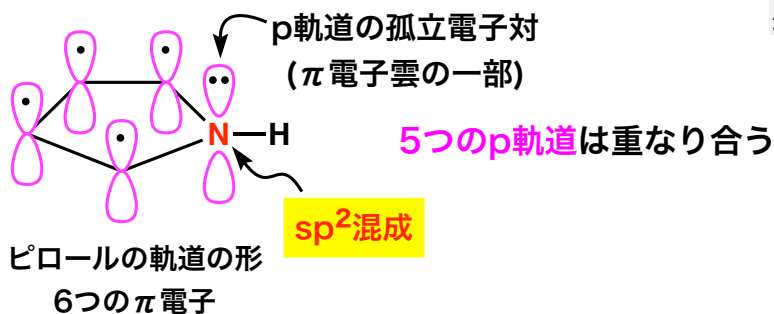 p軌道の孤立電子対
(π電子雲の一部)
N
H
5つのp軌道は重なり合う
sp²混成
ピロールの軌道の形
6つのπ電子